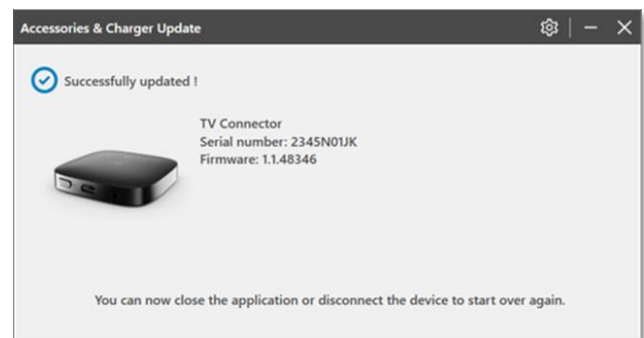 Accessories & Charger Update
Successfully updated !
TV Connector
Serial number: 2345N01JK
Firmware: 1.1.48346
You can now close the application or disconnect the device to start over again.